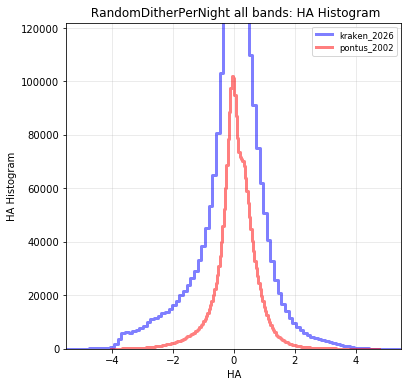 RandomDitherPerNight all bands: HA Histogram
kraken_2026
pontus_2002
HA Histogram
120000
100000
80000
60000
40000
20000
0
−4
−2
0
2
4
HA